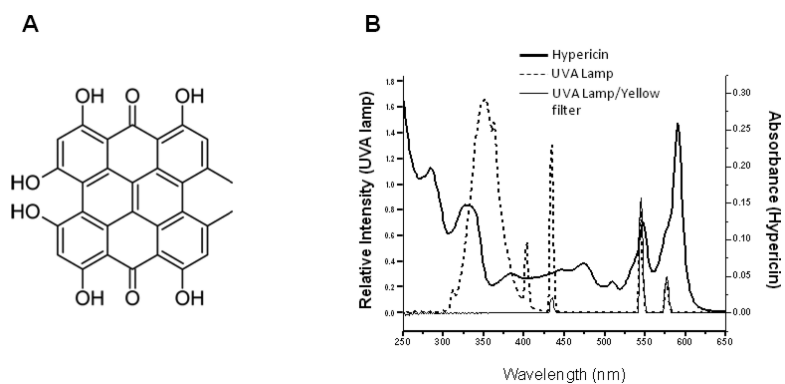 A
B
OH O OH
HO
HO
OH O OH
Hypericin
UVA Lamp
UVA Lamp/Yellow
filter
Relative Intensity (UVA lamp)
1.8
1.6
1.4
1.2
1.0
0.8
0.6
0.4
0.2
0.0
0.30
0.25
0.20
0.15
0.10
0.05
0.00
Absorbance (Hypericin)
250 300 350 400 450 500 550 600 650
Wavelength (nm)